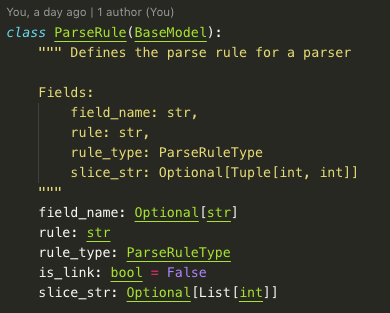 You, a day ago | 1 author (You)
class ParseRule(BaseModel):
    """ Defines the parse rule for a parser

    Fields:
        field_name: str,
        rule: str,
        rule_type: ParseRuleType
        slice_str: Optional[Tuple[int, int]]
    """
    field_name: Optional[str]
    rule: str
    rule_type: ParseRuleType
    is_link: bool = False
    slice_str: Optional[List[int]]